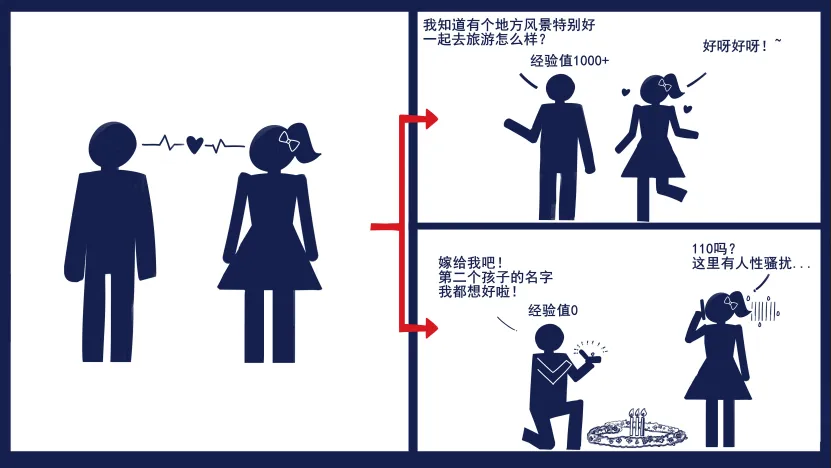 我知道有个地方风景特别好
一起去旅游怎么样?
经验值1000+
好呀好呀!~
嫁给我吧!
第二个孩子的名字
我都想好啦!
经验值0
110吗?
这里有人性骚扰...